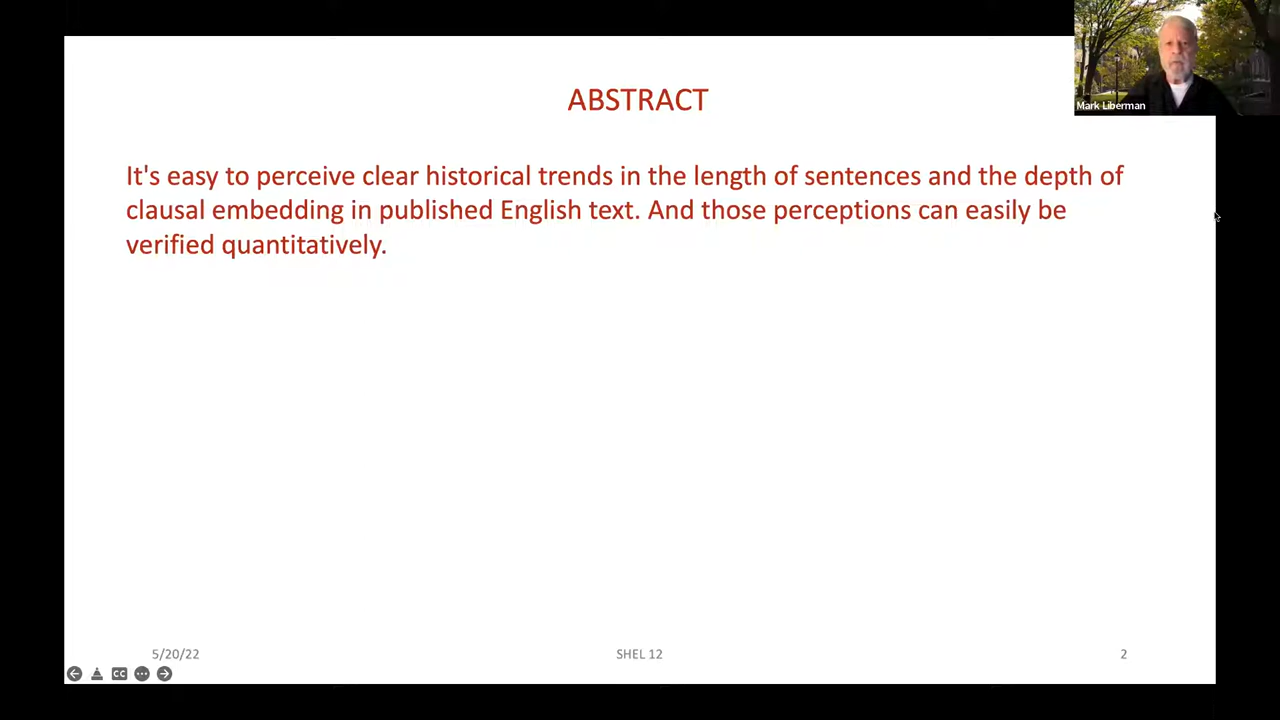 Mark Liberman
ABSTRACT
It's easy to perceive clear historical trends in the length of sentences and the depth of
clausal embedding in published English text. And those perceptions can easily be
verified quantitatively.
5/20/22
SHEL 12
2
CC